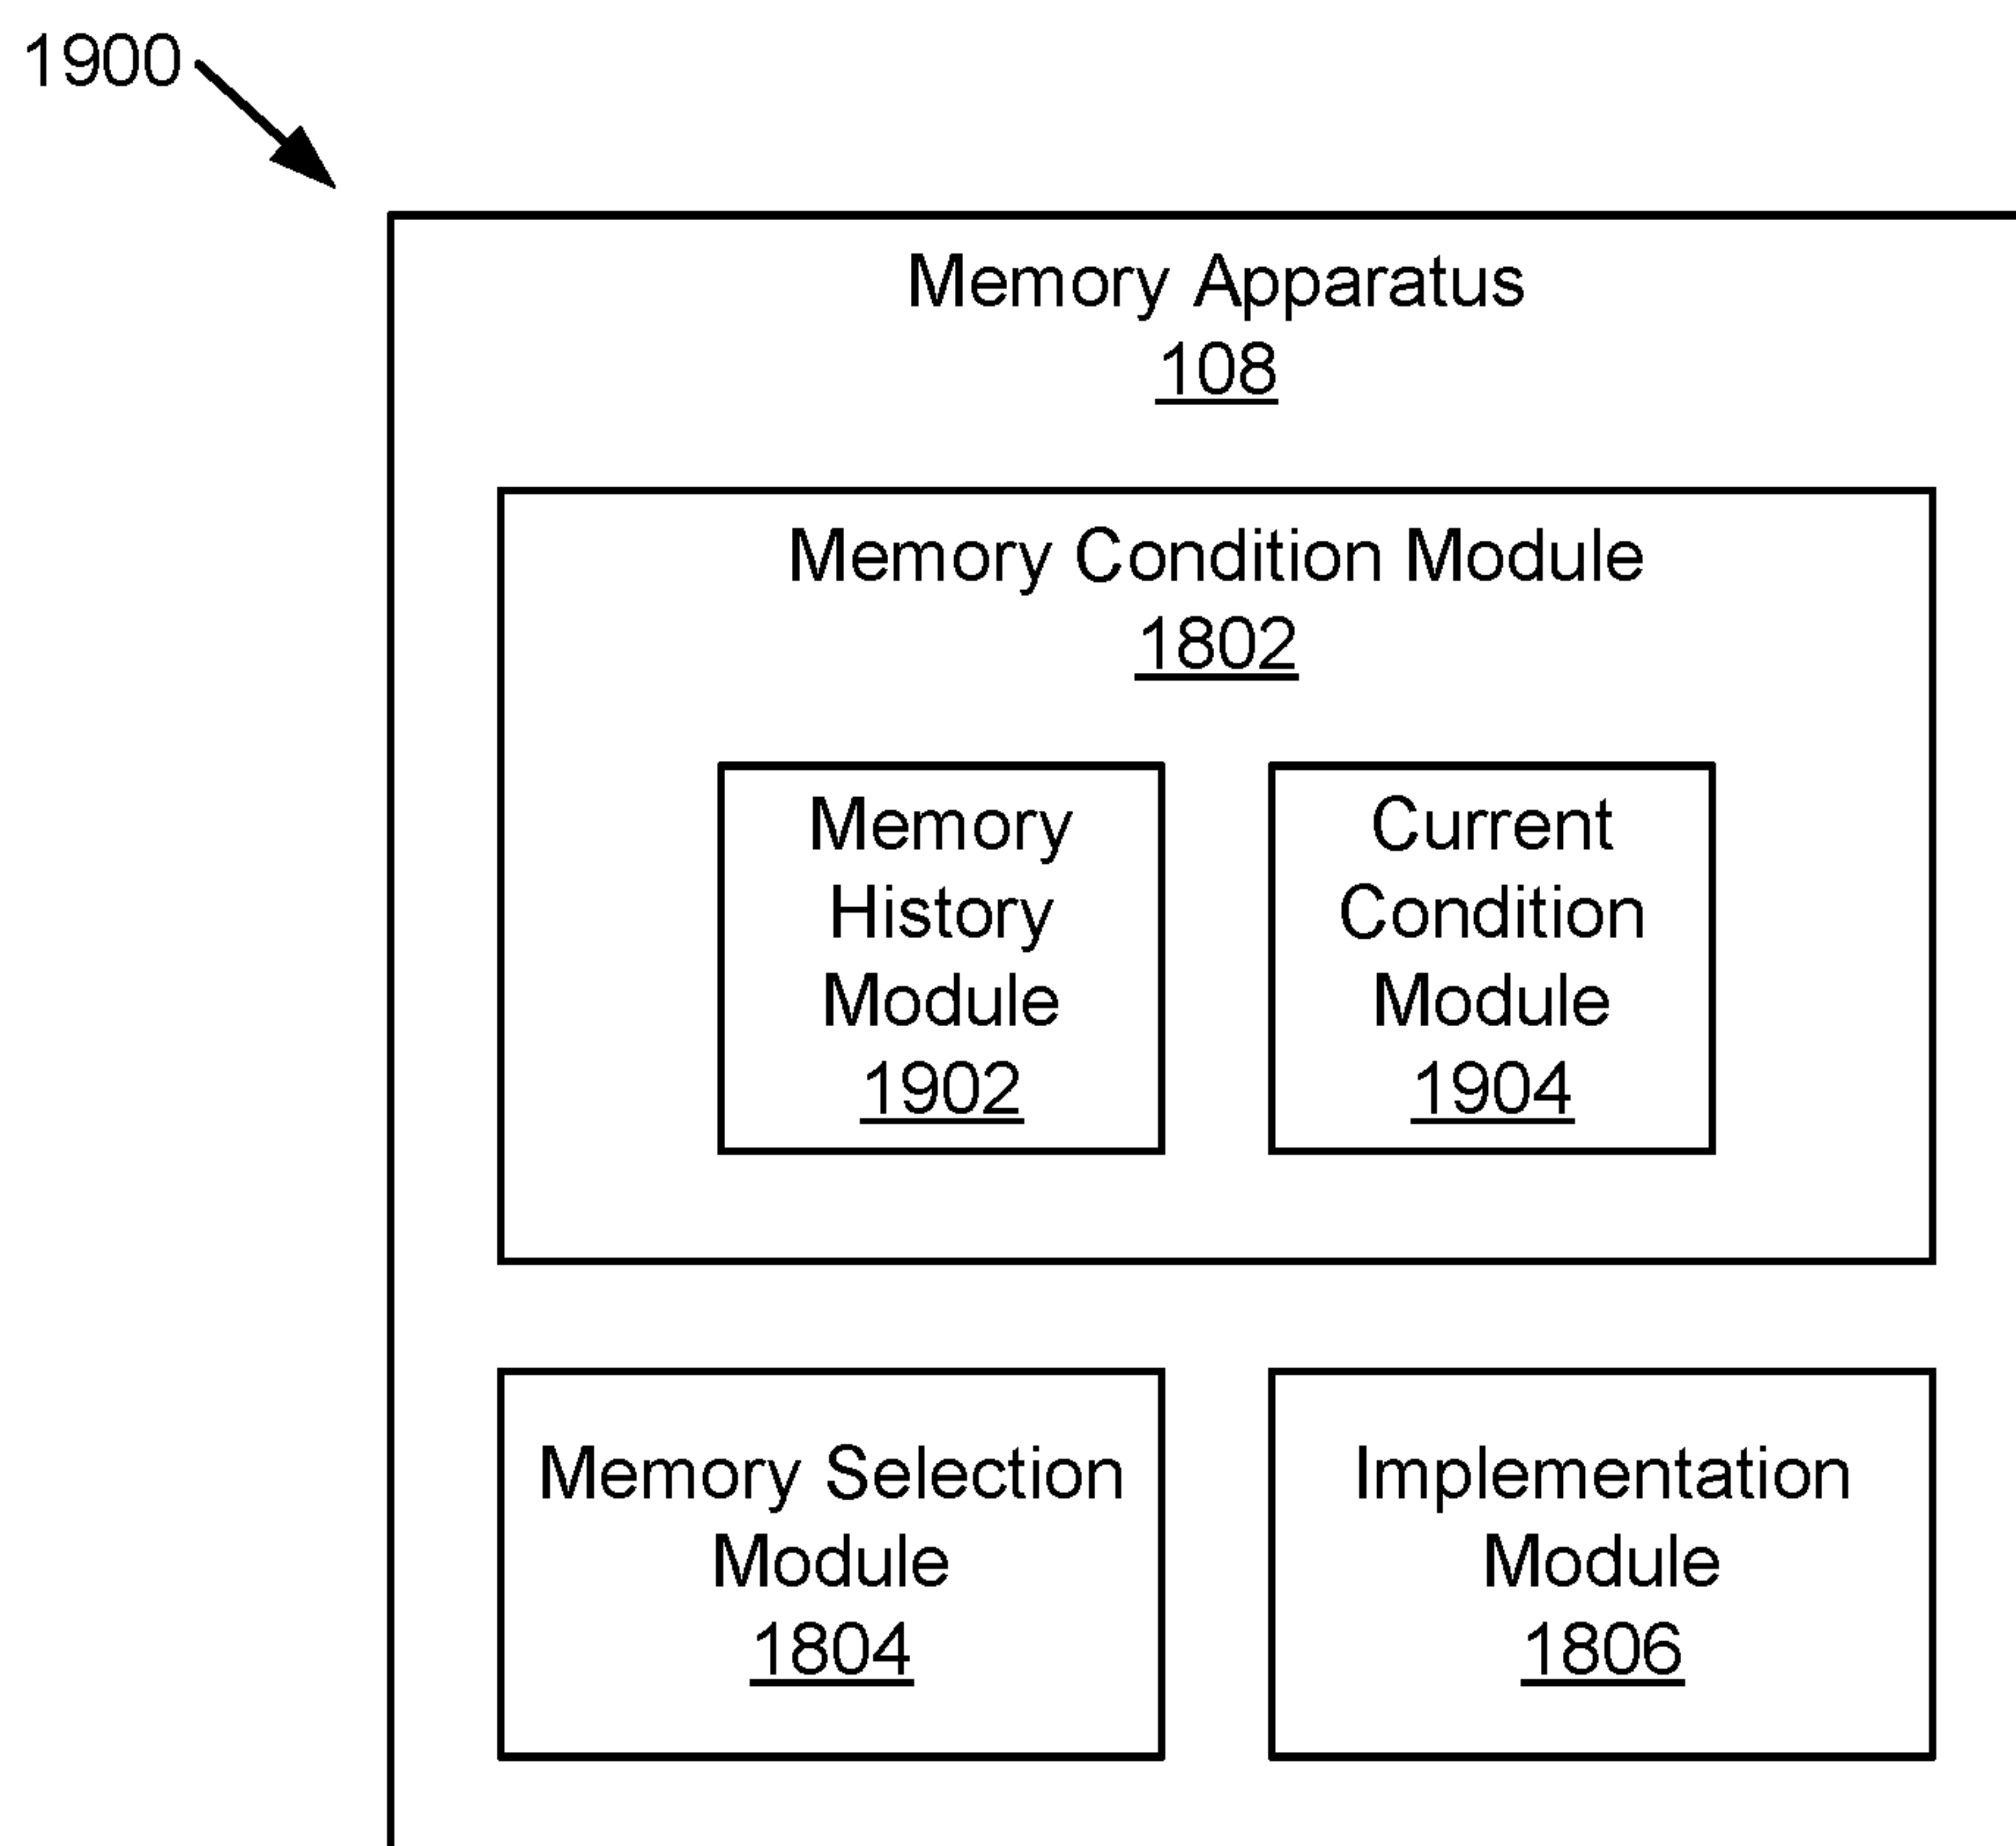 1900
Memory Apparatus
108
Memory Condition Module
1802
Memory
History
Module
1902
Current
Condition
Module
1904
Memory Selection
Module
1804
Implementation
Module
1806